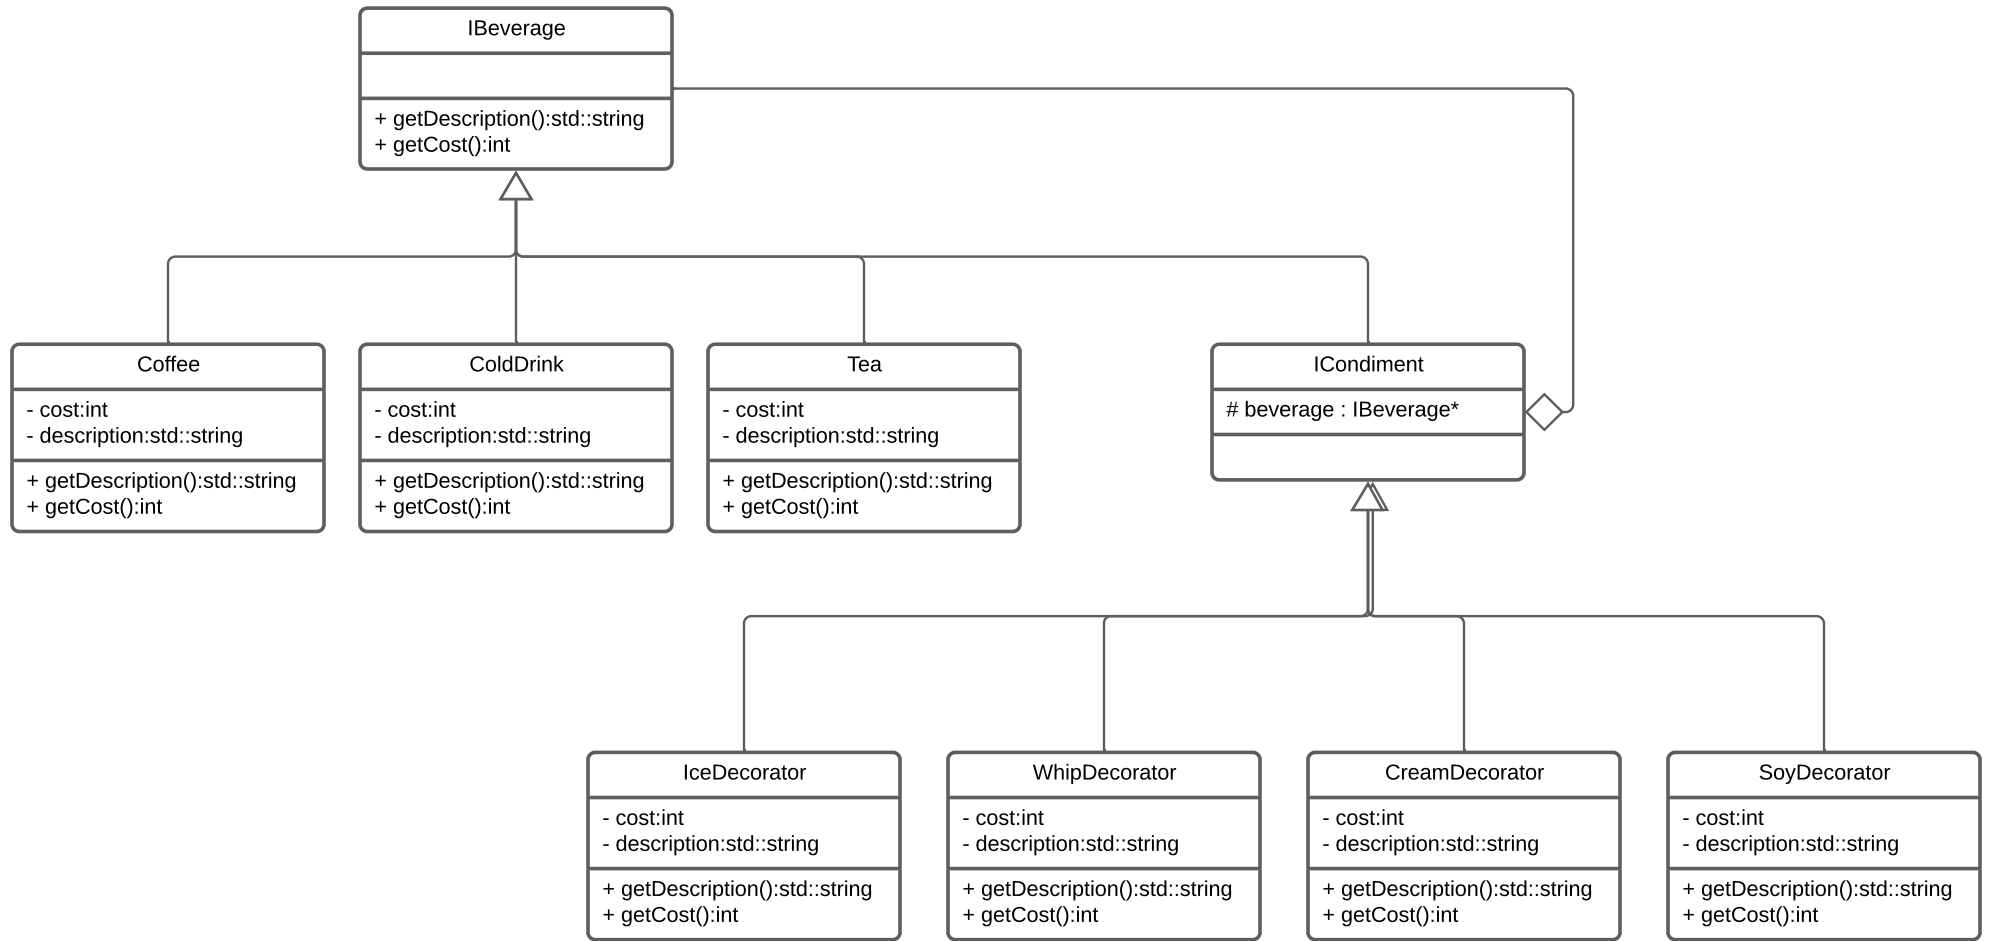 IBeverage
+ getDescription():std::string
+ getCost():int
Coffee
- cost:int
- description:std::string
+ getDescription():std::string
+ getCost():int
ColdDrink
- cost:int
- description:std::string
+ getDescription():std::string
+ getCost():int
Tea
- cost:int
- description:std::string
+ getDescription():std::string
+ getCost():int
ICondiment
# beverage : IBeverage*
IceDecorator
- cost:int
- description:std::string
+ getDescription():std::string
+ getCost():int
WhipDecorator
- cost:int
- description:std::string
+ getDescription():std::string
+ getCost():int
CreamDecorator
- cost:int
- description:std::string
+ getDescription():std::string
+ getCost():int
SoyDecorator
- cost:int
- description:std::string
+ getDescription():std::string
+ getCost():int